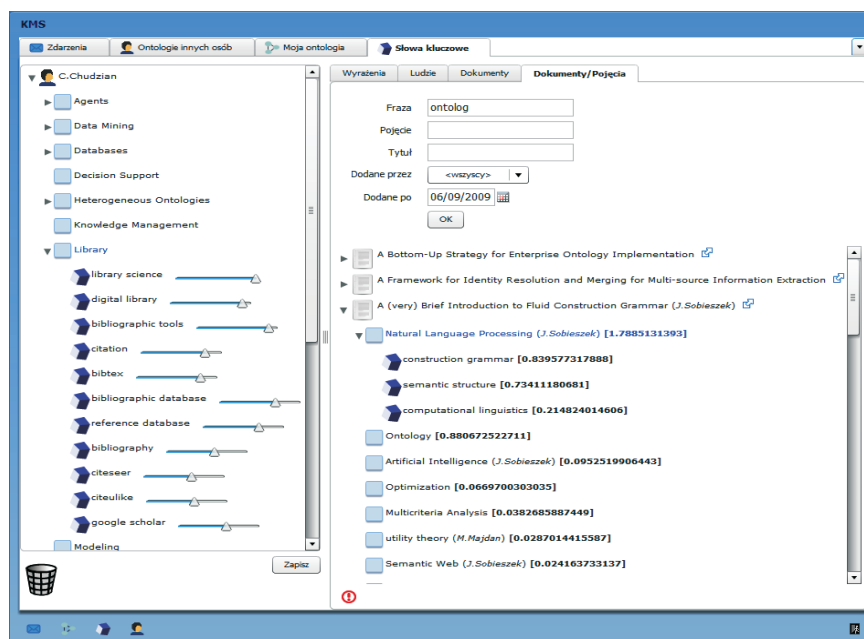 KMS
Zdarzenia
Ontologie innych osób
Moja ontologia
Słowa kluczowe
C.Chudzian
Agents
Data Mining
Databases
Decision Support
Heterogeneous Ontologies
Knowledge Management
Library
library science
digital library
bibliographic tools
citation
bibtex
bibliographic database
reference database
bibliography
citeseer
citeulike
google scholar
Modeling
Zapisz
Wyrażenia
Ludzie
Dokumenty
Dokumenty/Pojęcia
Fraza ontolog
Pojęcie
Tytuł
Dodane przez <wszyscy>
Dodane po 06/09/2009
OK
A Bottom-Up Strategy for Enterprise Ontology Implementation
A Framework for Identity Resolution and Merging for Multi-source Information Extraction
A (very) Brief Introduction to Fluid Construction Grammar (J.Sobieszek)
Natural Language Processing (J.Sobieszek) [1.7885131393]
construction grammar [0.839577317888]
semantic structure [0.73411180681]
computational linguistics [0.214824014606]
Ontology [0.880672522711]
Artificial Intelligence (J.Sobieszek) [0.0952519906443]
Optimization [0.0669700303035]
Multicriteria Analysis [0.0382685887449]
utility theory (M.Majdan) [0.0287014415587]
Semantic Web (J.Sobieszek) [0.024163733137]